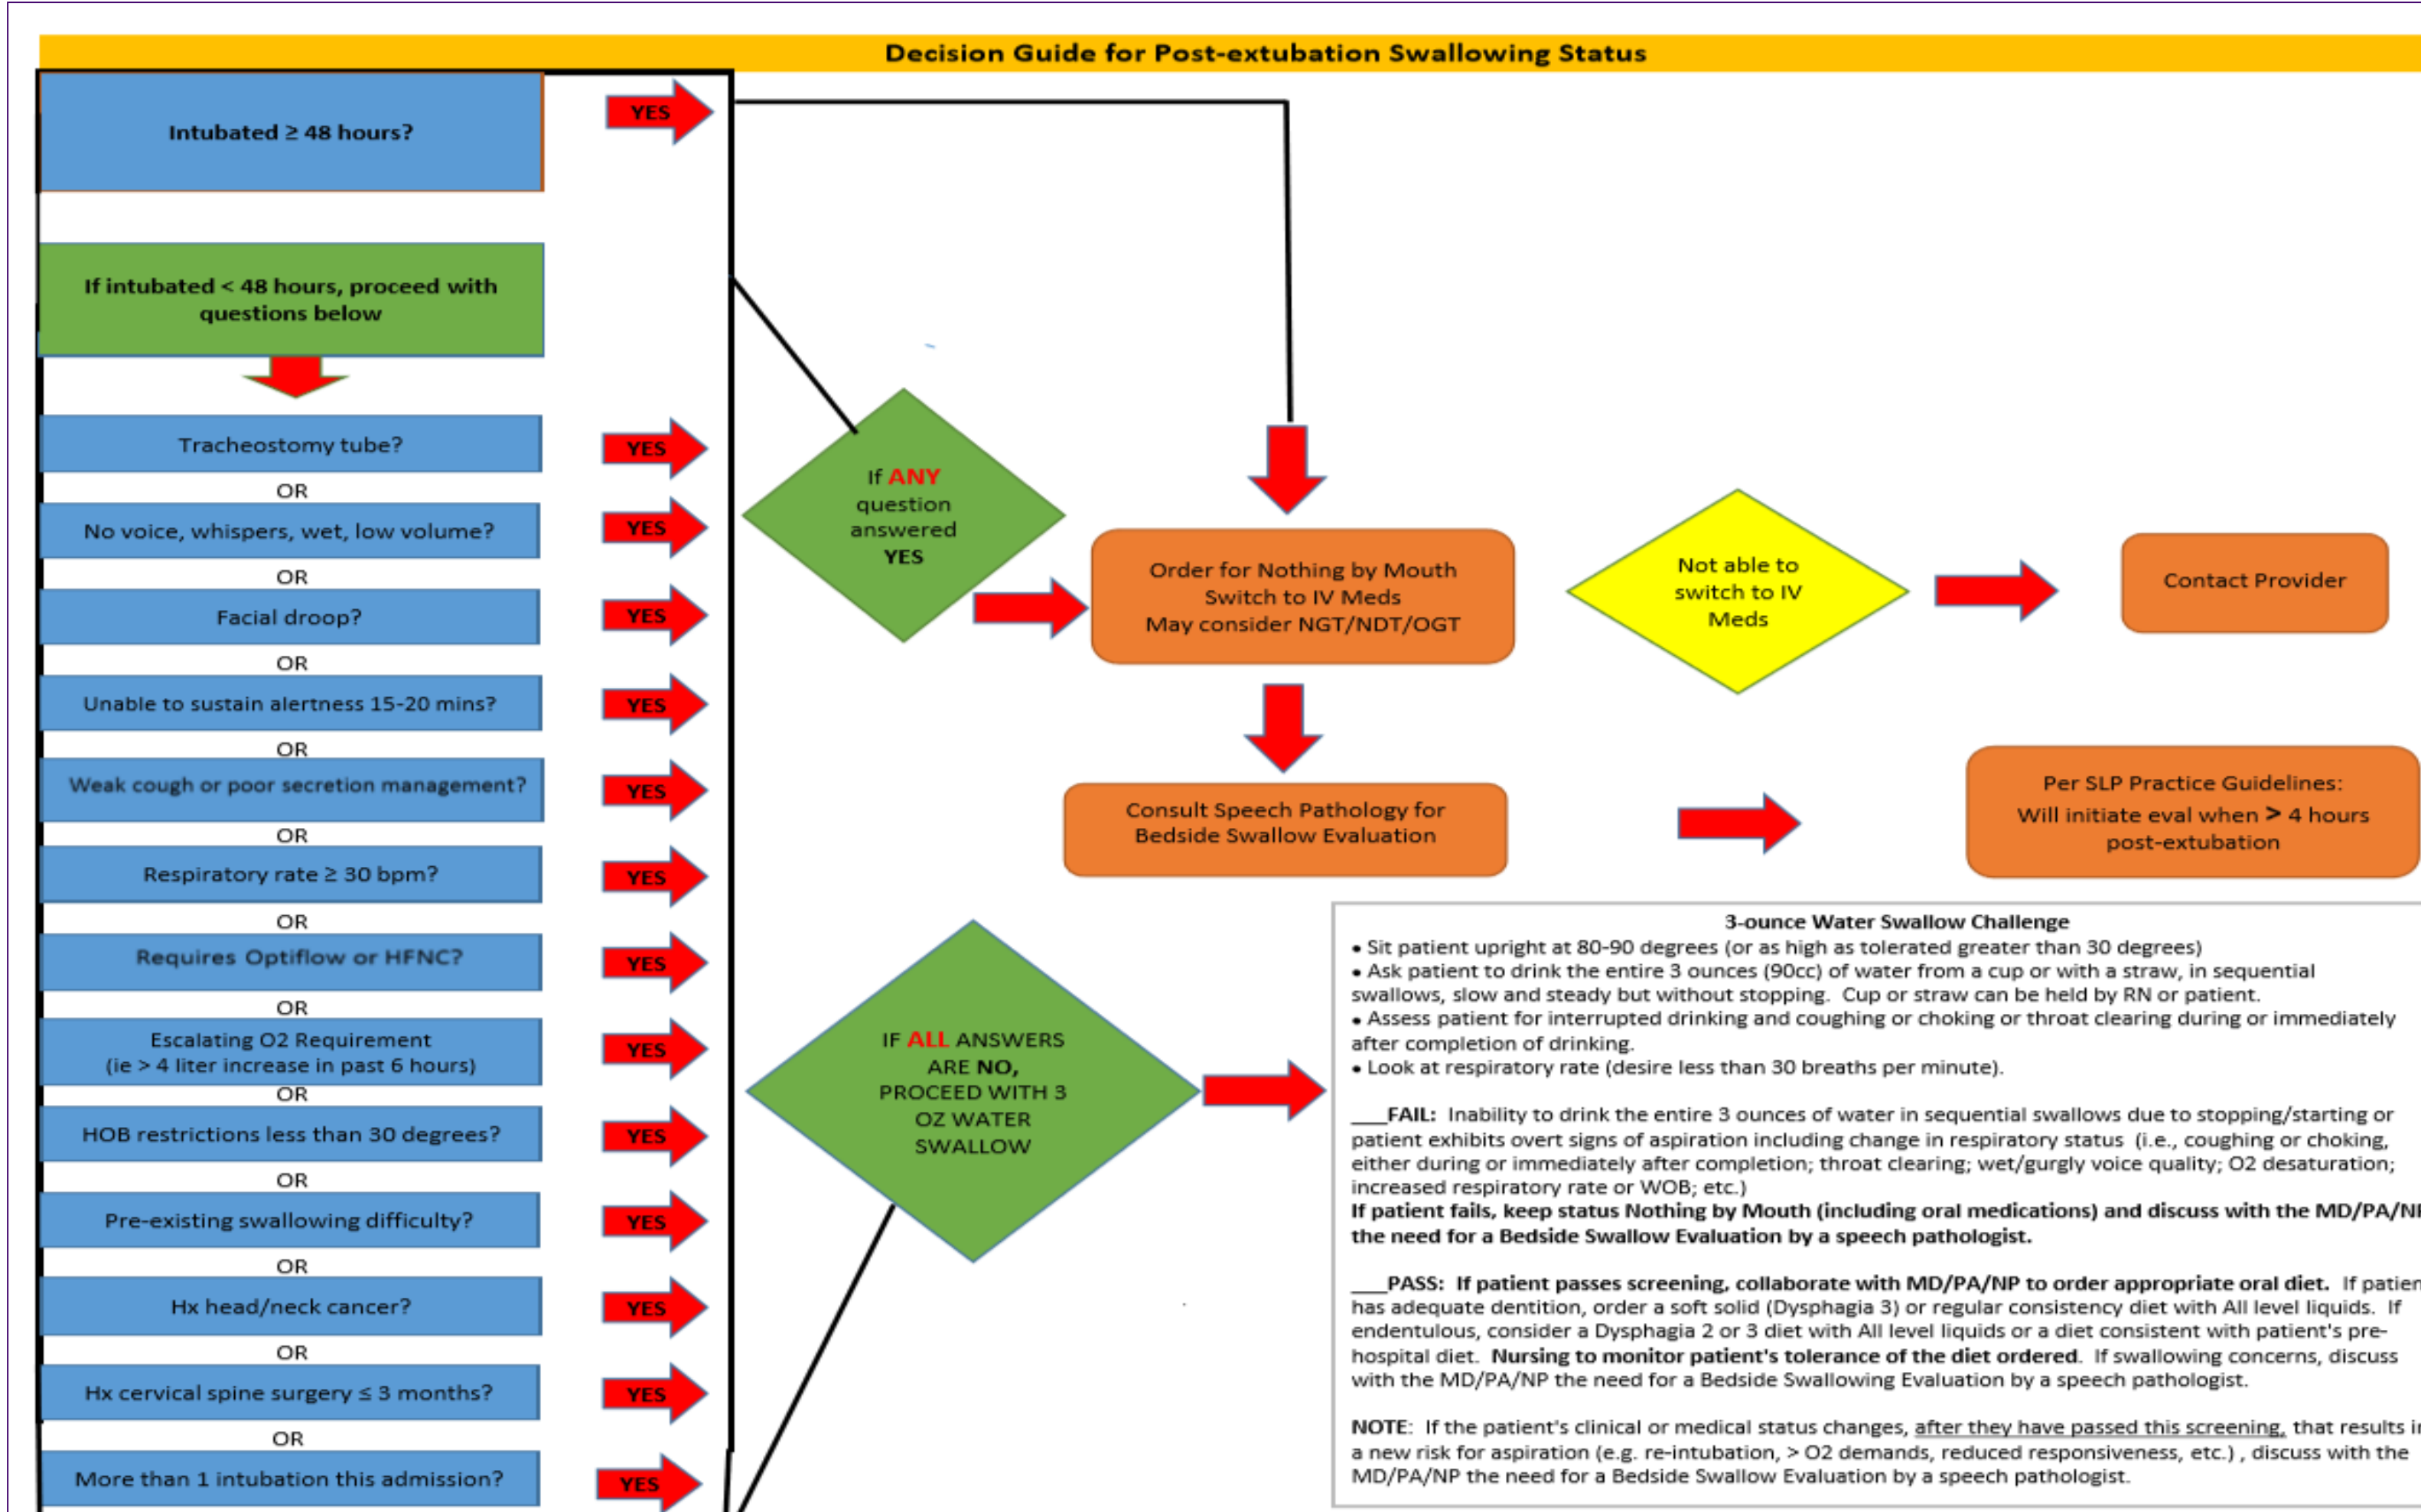 Decision Guide for Post-extubation Swallowing Status
Intubated ≥ 48 hours?
YES
If intubated < 48 hours, proceed with
questions below
Tracheostomy tube?
YES
OR
No voice, whispers, wet, low volume?
YES
OR
Facial droop?
YES
OR
Unable to sustain alertness 15-20 mins?
YES
OR
Weak cough or poor secretion management?
YES
OR
Respiratory rate ≥ 30 bpm?
YES
OR
Requires Optiflow or HFNC?
YES
OR
Escalating O2 Requirement
(ie > 4 liter increase in past 6 hours)
YES
OR
HOB restrictions less than 30 degrees?
YES
OR
Pre-existing swallowing difficulty?
YES
OR
Hx head/neck cancer?
YES
OR
Hx cervical spine surgery ≤ 3 months?
YES
OR
More than 1 intubation this admission?
YES
If ANY
question
answered
YES
Order for Nothing by Mouth
Switch to IV Meds
May consider NGT/NDT/OGT
Not able to
switch to IV
Meds
Contact Provider
Consult Speech Pathology for
Bedside Swallow Evaluation
Per SLP Practice Guidelines:
Will initiate eval when > 4 hours
post-extubation
IF ALL ANSWERS
ARE NO,
PROCEED WITH 3
OZ WATER
SWALLOW
3-ounce Water Swallow Challenge
• Sit patient upright at 80-90 degrees (or as high as tolerated greater than 30 degrees)
• Ask patient to drink the entire 3 ounces (90cc) of water from a cup or with a straw, in sequential
swallows, slow and steady but without stopping. Cup or straw can be held by RN or patient.
• Assess patient for interrupted drinking and coughing or choking or throat clearing during or immediately
after completion of drinking.
• Look at respiratory rate (desire less than 30 breaths per minute).
___FAIL: Inability to drink the entire 3 ounces of water in sequential swallows due to stopping/starting or
patient exhibits overt signs of aspiration including change in respiratory status (i.e., coughing or choking,
either during or immediately after completion; throat clearing; wet/gurgly voice quality; O2 desaturation;
increased respiratory rate or WOB; etc.)
If patient fails, keep status Nothing by Mouth (including oral medications) and discuss with the MD/PA/NP
the need for a Bedside Swallow Evaluation by a speech pathologist.
___PASS: If patient passes screening, collaborate with MD/PA/NP to order appropriate oral diet. If patient
has adequate dentition, order a soft solid (Dysphagia 3) or regular consistency diet with All level liquids. If
endentulous, consider a Dysphagia 2 or 3 diet with All level liquids or a diet consistent with patient's pre-
hospital diet. Nursing to monitor patient's tolerance of the diet ordered. If swallowing concerns, discuss
with the MD/PA/NP the need for a Bedside Swallowing Evaluation by a speech pathologist.
NOTE: If the patient's clinical or medical status changes, after they have passed this screening, that results in
a new risk for aspiration (e.g. re-intubation, > O2 demands, reduced responsiveness, etc.) , discuss with the
MD/PA/NP the need for a Bedside Swallow Evaluation by a speech pathologist.